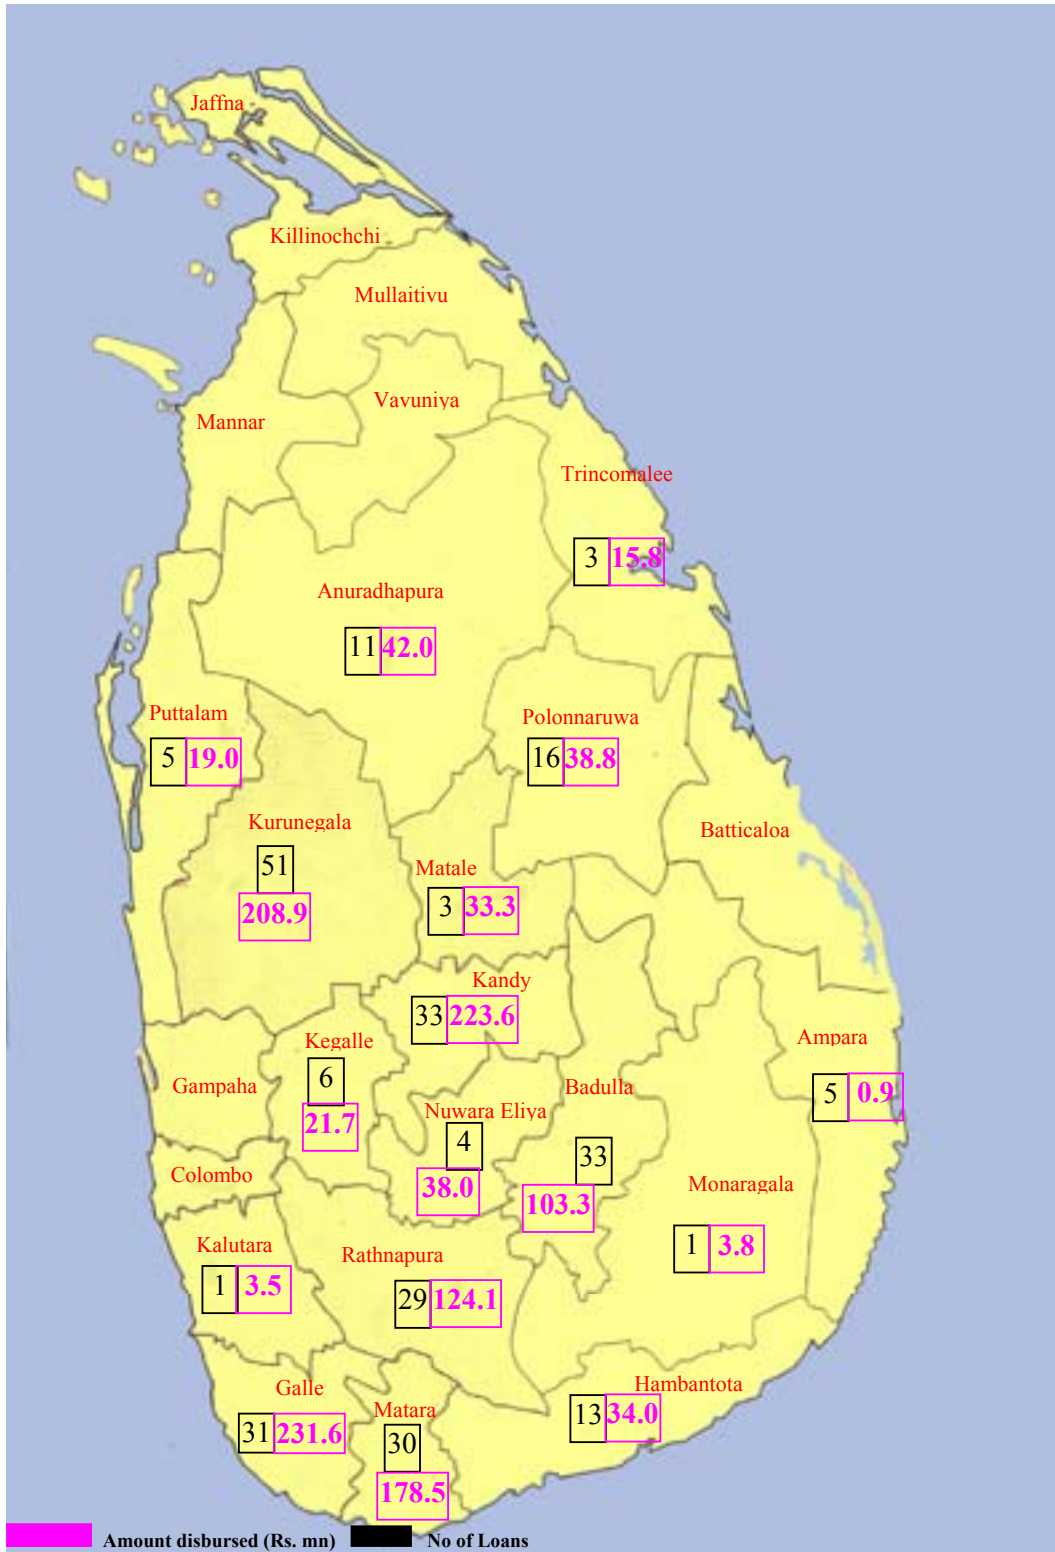 Jaffna
Killinochchi
Mullaitivu
Vavuniya
Mannar
Trincomalee
3 15.8
Anuradhapura
11 42.0
Puttalam
5 19.0
Polonnaruwa
16 38.8
Kurunegala
51
208.9
Batticaloa
Matale
3 33.3
Kandy
33 223.6
Kegalle
6
21.7
Ampara
5 0.9
Gampaha
Badulla
33
103.3
Nuwara Eliya
4
38.0
Colombo
Monaragala
1 3.8
Kalutara
1 3.5
Rathnapura
29 124.1
Galle
31 231.6
Matara
30
178.5
Hambantota
13 34.0
Amount disbursed (Rs. mn) No of Loans